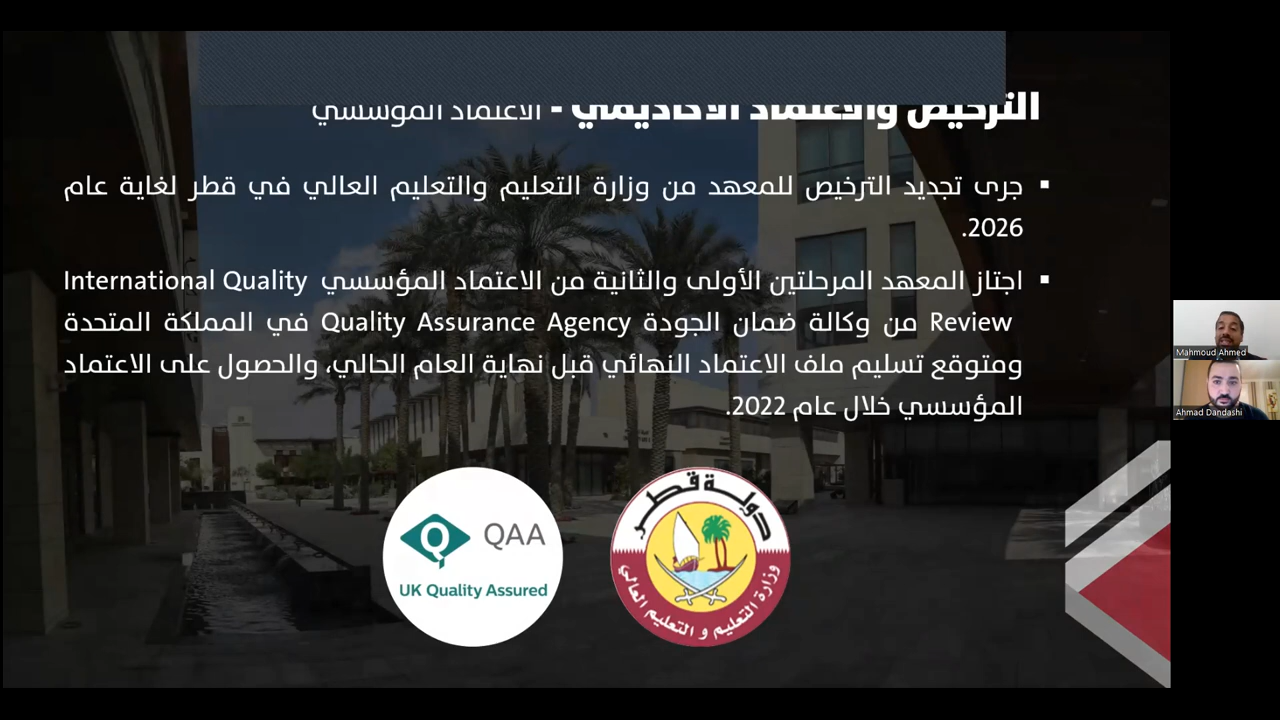 الترخيص والاعتماد الأكاديمي - الاعتماد المؤسسي
▪ جرى تجديد الترخيص للمعهد من وزارة التعليم والتعليم العالي في قطر لغاية عام
2026.
▪ اجتاز المعهد المرحلتين الأولى والثانية من الاعتماد المؤسسي International Quality
Review من وكالة ضمان الجودة Quality Assurance Agency في المملكة المتحدة
ومتوقع تسليم ملف الاعتماد النهائي قبل نهاية العام الحالي، والحصول على الاعتماد
المؤسسي خلال عام 2022.
دولة قطر
وزارة التعليم و التعليم العالي
QAA
UK Quality Assured
Mahmoud Ahmed
Ahmad Dandashi